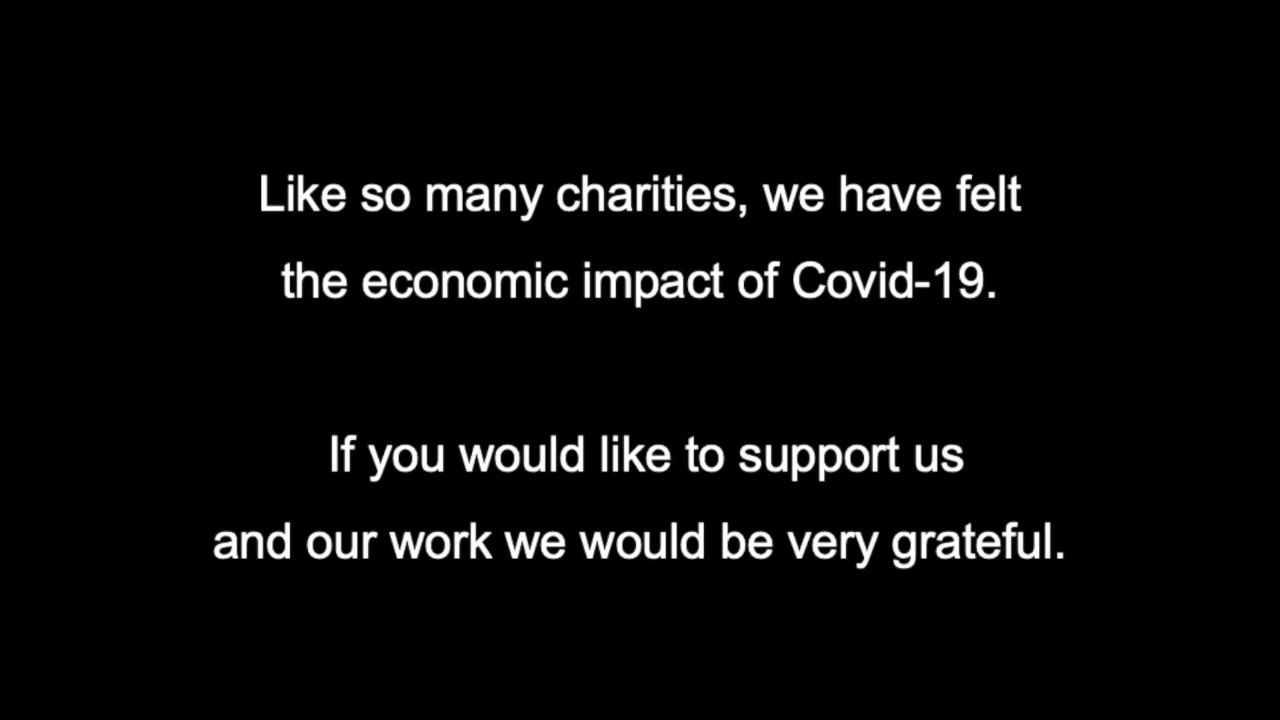 Like so many charities, we have felt
the economic impact of Covid-19.
If you would like to support us
and our work we would be very grateful.